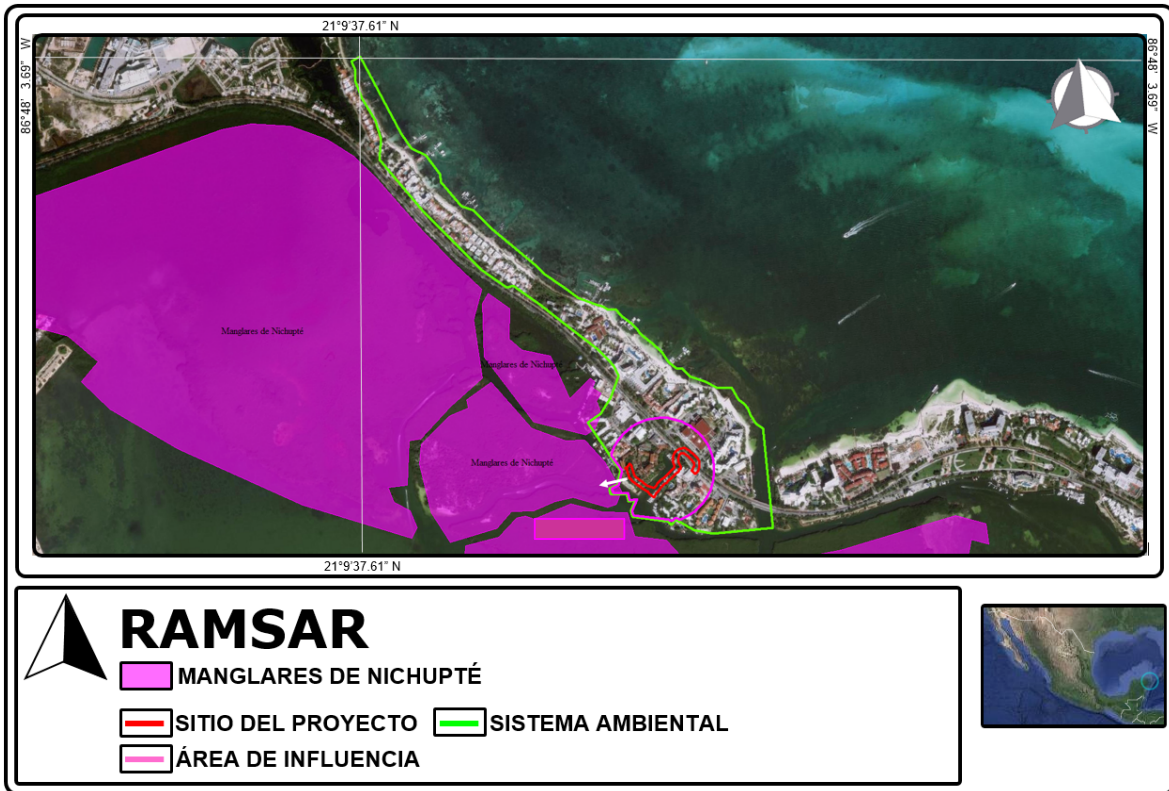 21°9'37.61" N
86°48' 3.69" W
86°48' 3.69" W
Manglares de Nichupté
Manglares de Nichupté
Manglares de Nichupté
21°9'37.61" N
RAMSAR
MANGLARES DE NICHUPTÉ
SITIO DEL PROYECTO
SISTEMA AMBIENTAL
ÁREA DE INFLUENCIA